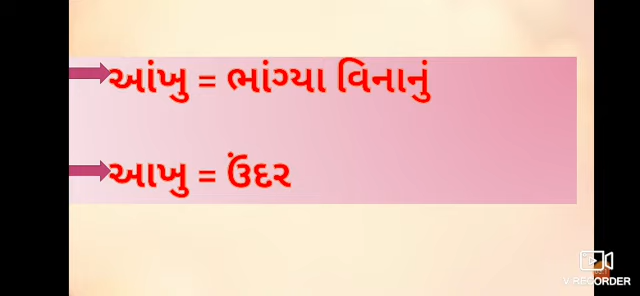 આંખુ = ભાંગ્યા વિનાનું
આખુ = ઉંદર
V RECORDER